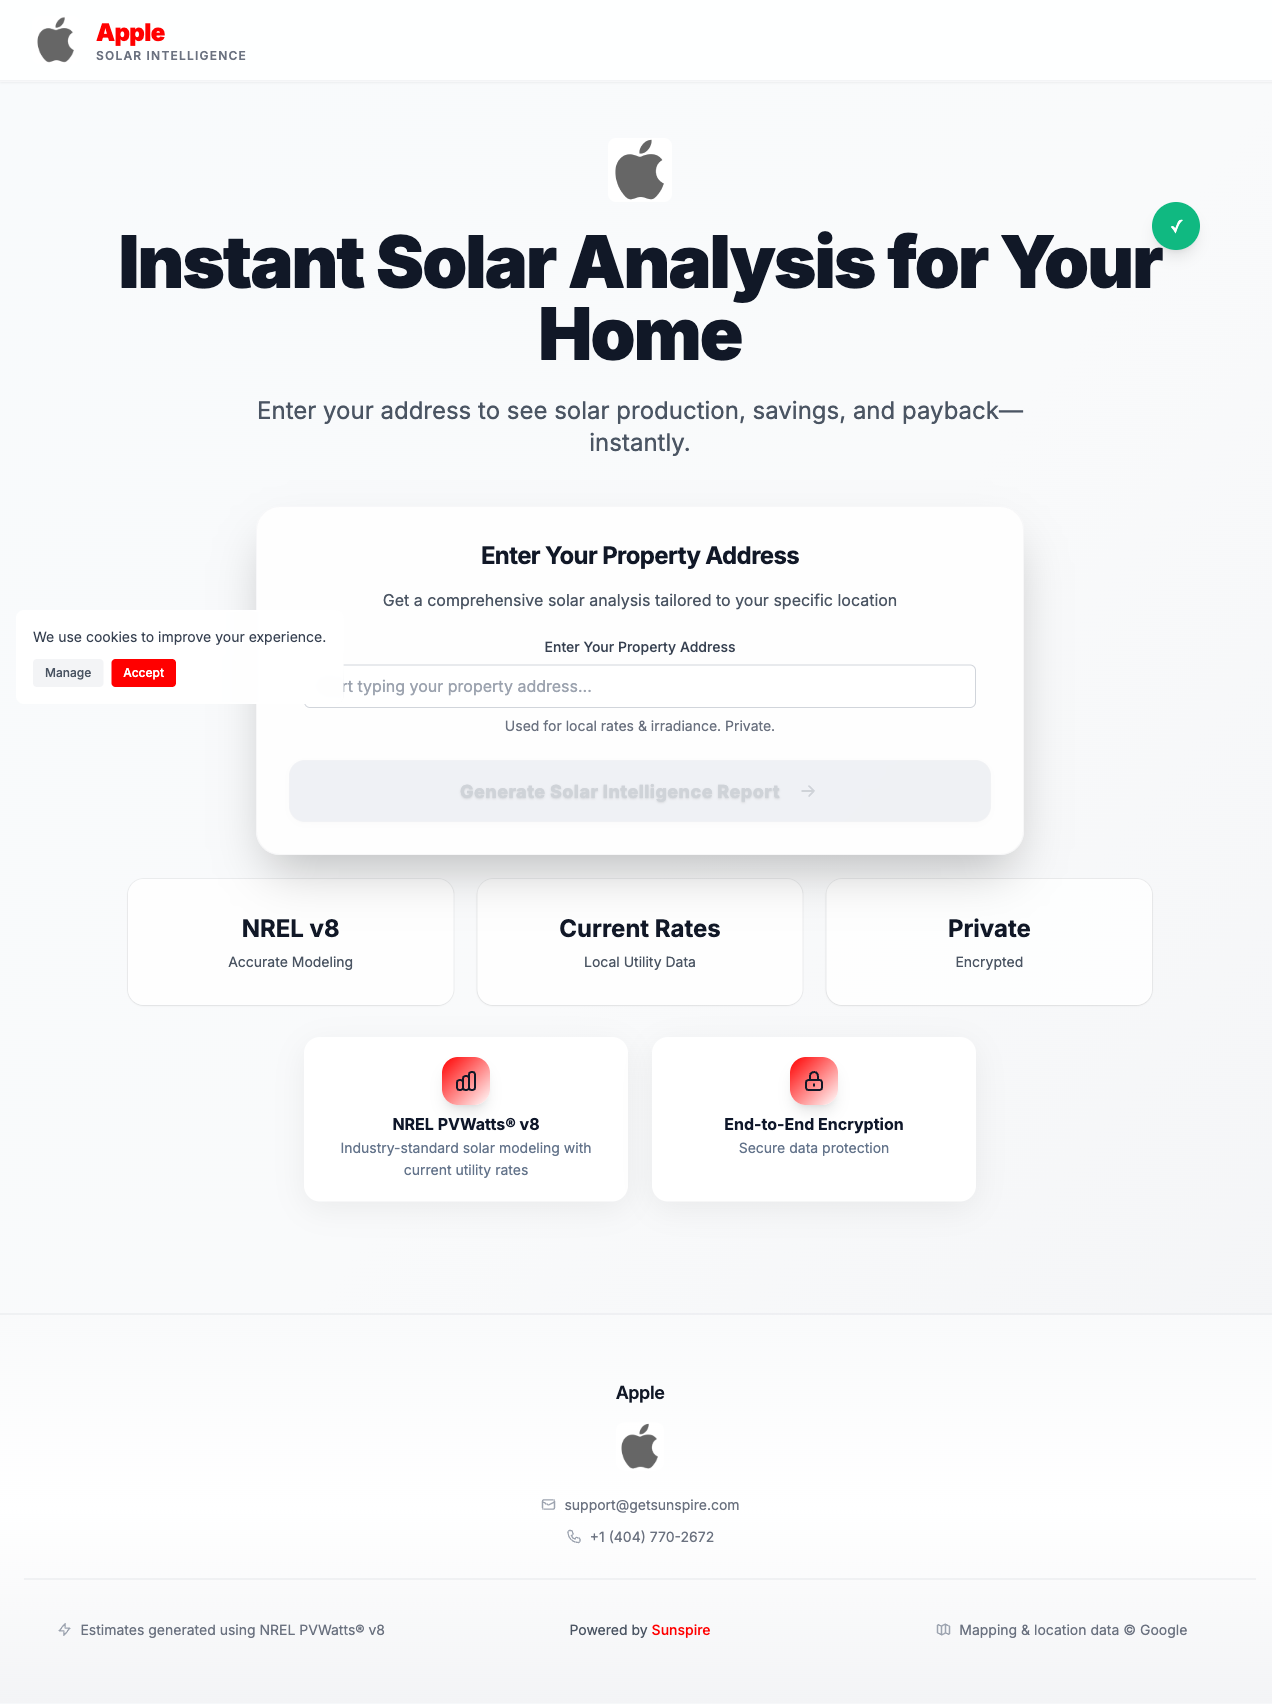 Apple
SOLAR INTELLIGENCE
Instant Solar Analysis for Your
Home
Enter your address to see solar production, savings, and payback—
instantly.
Enter Your Property Address
Get a comprehensive solar analysis tailored to your specific location
We use cookies to improve your experience.
Manage
Accept
Enter Your Property Address
typing your property address...
Used for local rates & irradiance. Private.
Generate Solar Intelligence Report
NREL v8
Accurate Modeling
Current Rates
Local Utility Data
Private
Encrypted
NREL PVWatts® v8
Industry-standard solar modeling with
current utility rates
End-to-End Encryption
Secure data protection
Apple
support@getsunspire.com
+1 (404) 770-2672
Estimates generated using NREL PVWatts® v8
Powered by Sunspire
Mapping & location data © Google